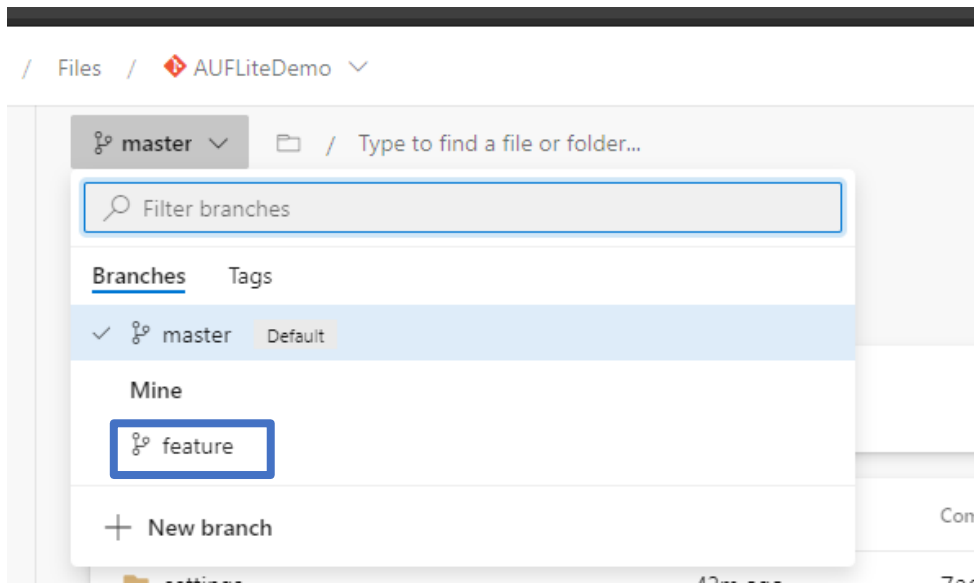 / Files / AUFLiteDemo
master / Type to find a file or folder...
Filter branches
Branches Tags
master Default
Mine
feature
New branch